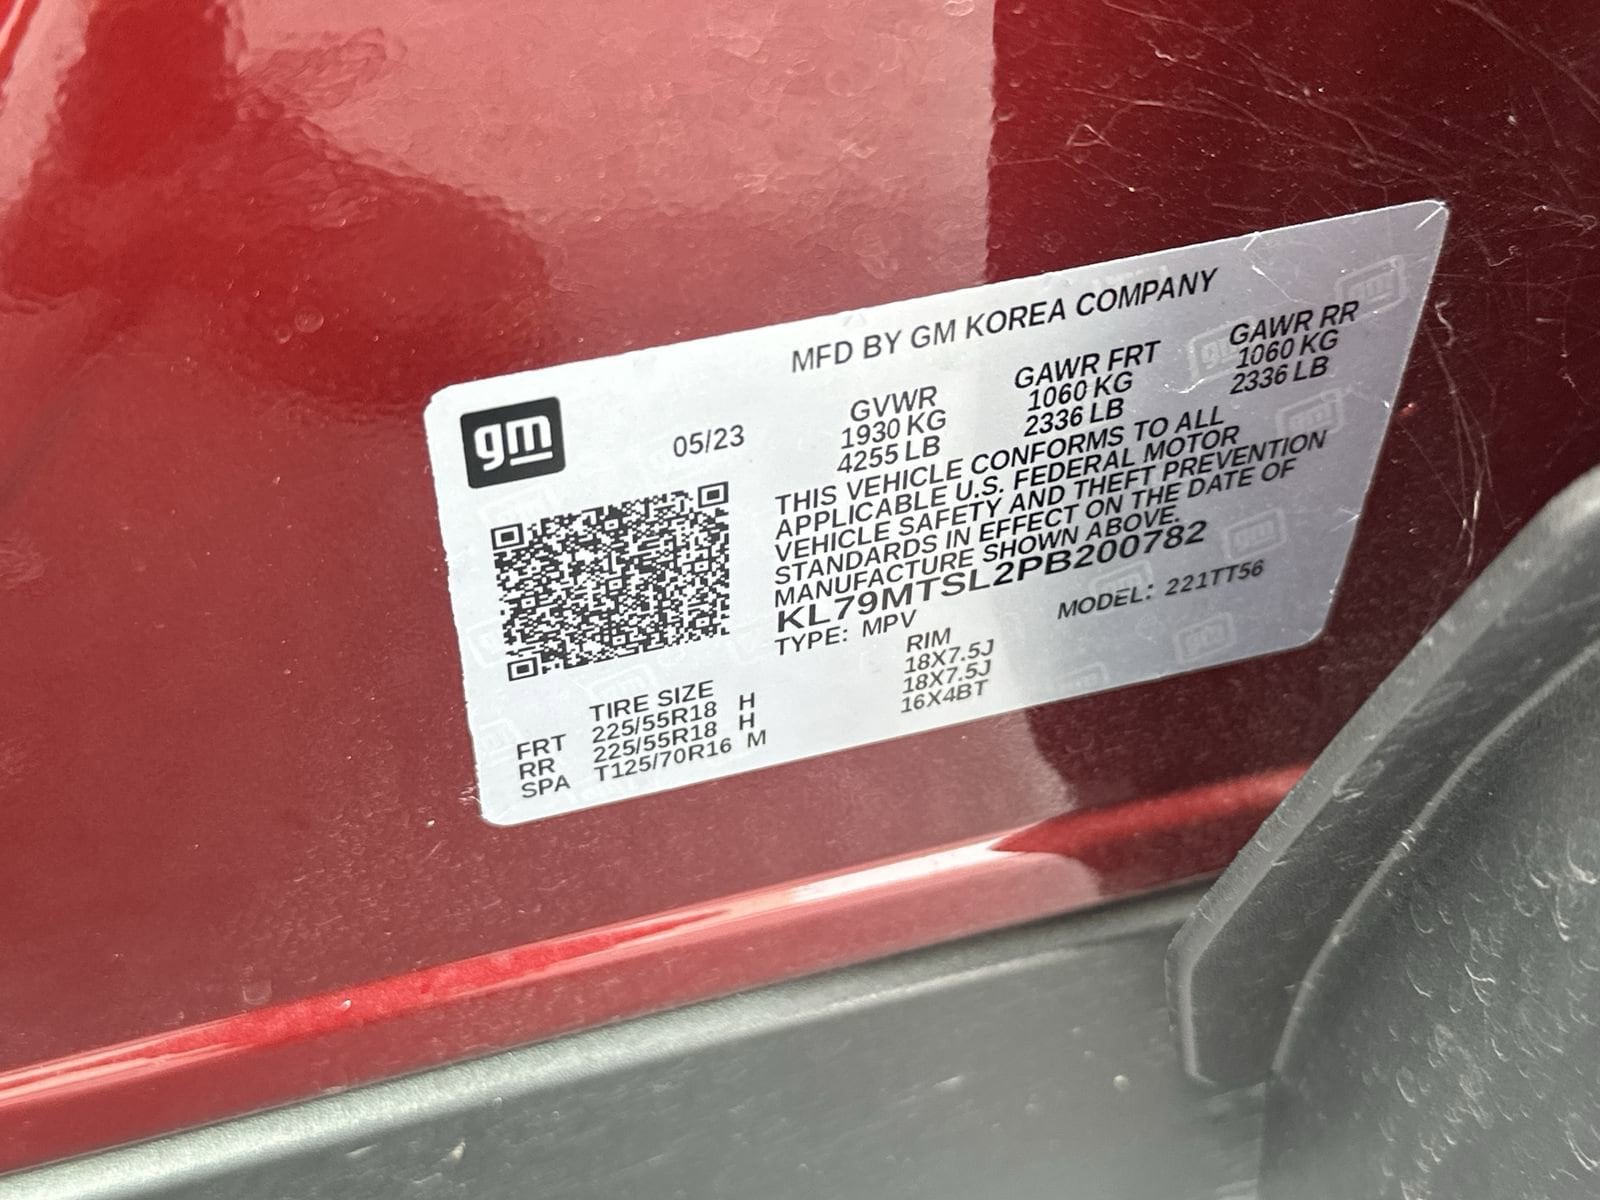 MFD BY GM KOREA COMPANY
gm
05/23
GVWR GAWR FRT GAWR RR
1930 KG 1060 KG 1060 KG
4255 LB 2336 LB 2336 LB
THIS VEHICLE CONFORMS TO ALL
APPLICABLE U.S. FEDERAL MOTOR
VEHICLE SAFETY AND THEFT PREVENTION
STANDARDS IN EFFECT ON THE DATE OF
MANUFACTURE SHOWN ABOVE.
KL79MTSL2PB200782
TYPE: MPV MODEL: 221TT56
TIRE SIZE RIM
FRT 225/55R18 H 18X7.5J
RR 225/55R18 H 18X7.5J
SPA T125/70R16 M 16X4BT